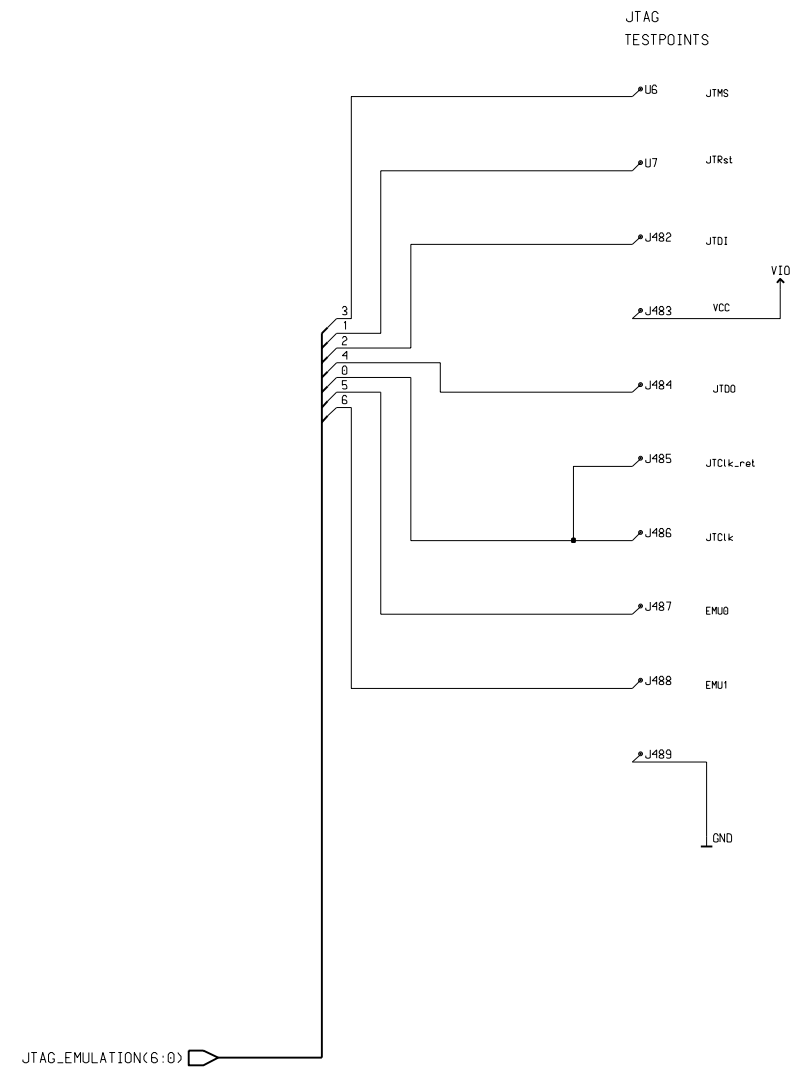 JTAG
TESTPOINTS
U6 JTMS
U7 JTRst
J482 JTDI
VIO
J483 VCC
3
1
2
4
0
5
6
J484 JTDO
J485 JTClk_ret
J486 JTClk
J487 EMU0
J488 EMU1
J489
GND
JTAG_EMULATION(6:0)